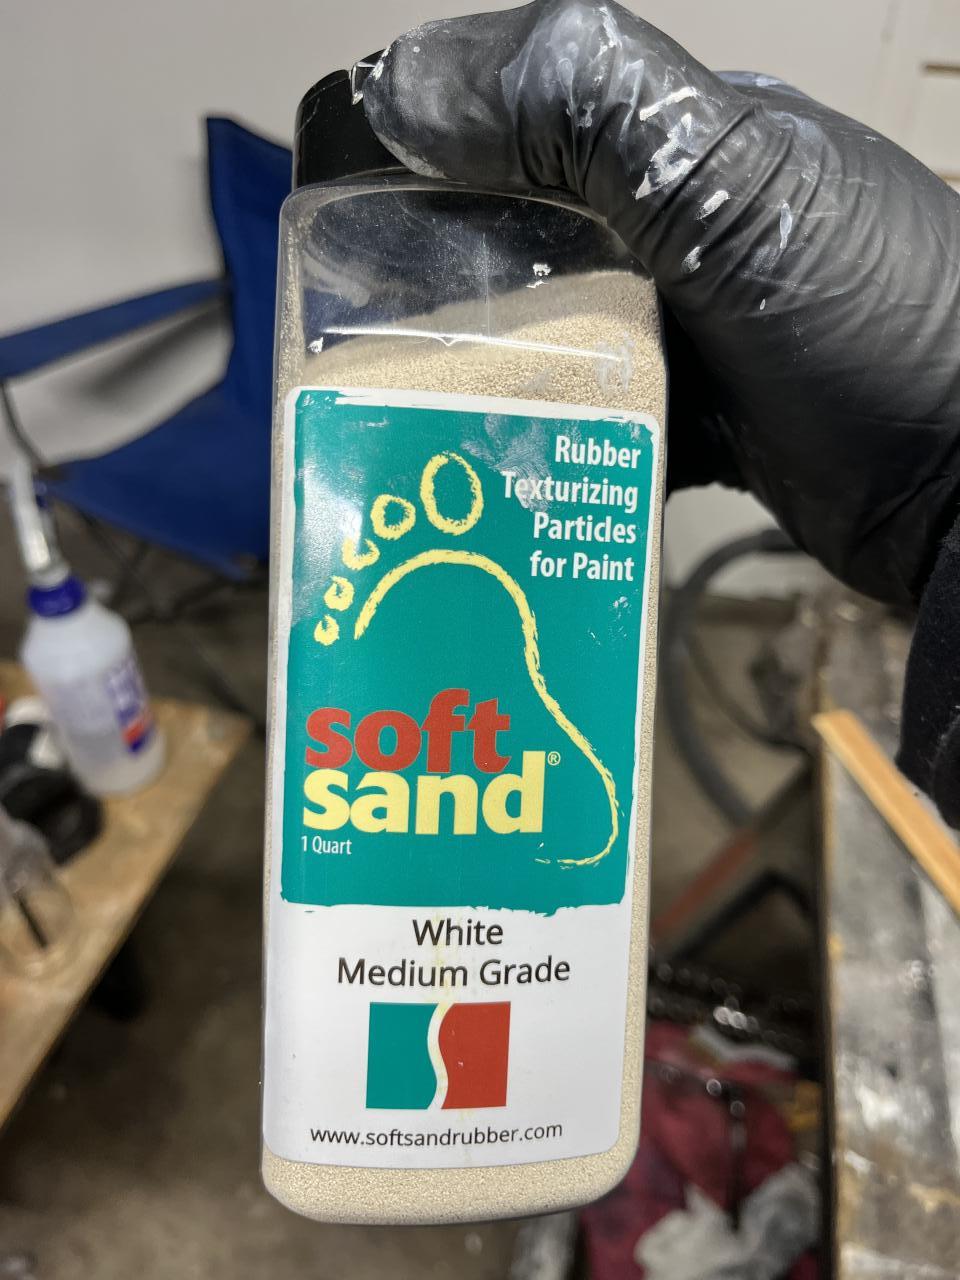 Rubber
Texturizing
Particles
for Paint
soft
sand®
1 Quart
White
Medium Grade
www.softsandrubber.com